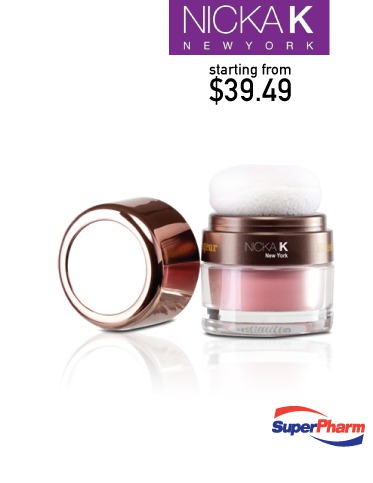 NICKA K
NEW YORK
starting from
$39.49
NICKA K
New York
SuperPharm